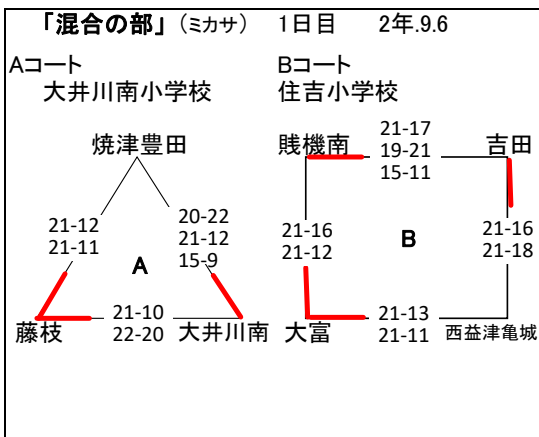 「混合の部」（ミカサ） 1日目 2年.9.6
Aコート
大井川南小学校
Bコート
住吉小学校
焼津豊田
21-12
21-11
20-22
21-12
15-9
A
21-10
22-20
藤枝
大井川南
賤機南
21-17
19-21
15-11
吉田
21-16
21-12
B
21-16
21-18
大富
21-13
21-11
西益津亀城